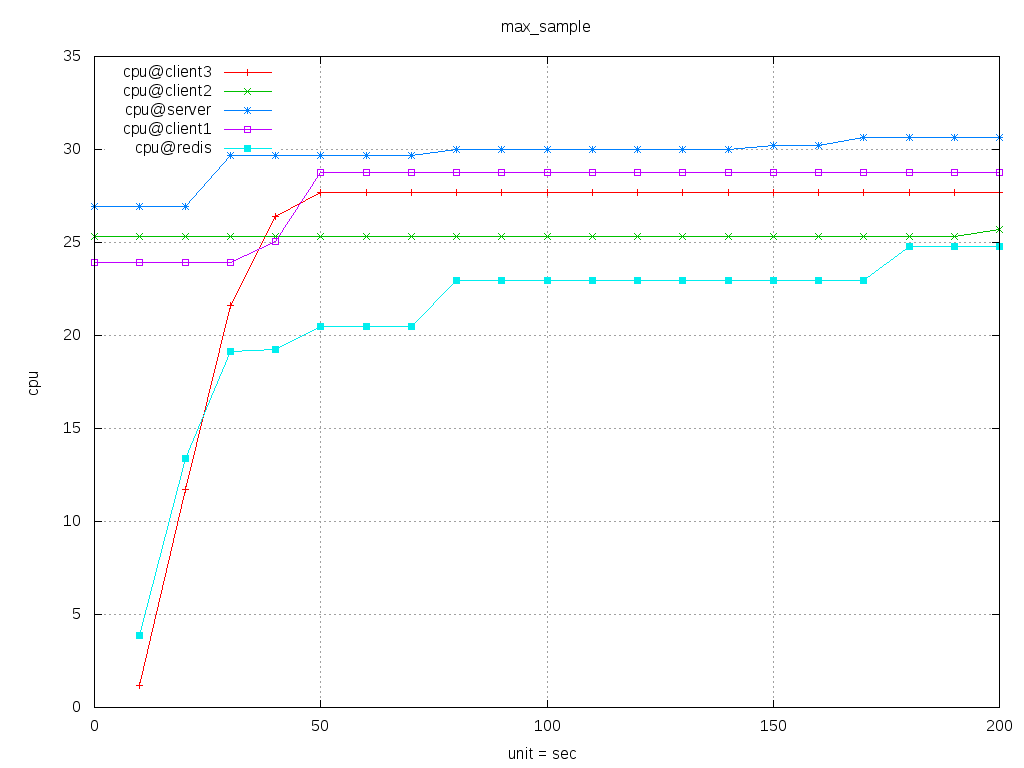 max_sample
35
30
25
20
15
10
5
0
cpu
cpu@client3
cpu@client2
cpu@server
cpu@client1
cpu@redis
0 50 100 150 200
unit = sec